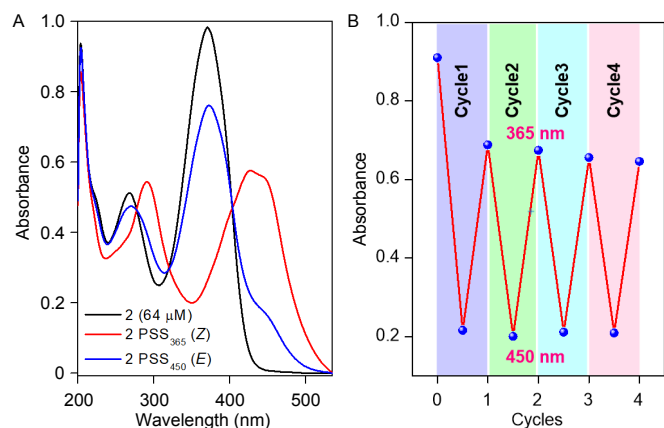 A
1.0
0.8
0.6
0.4
0.2
0
Absorbance
2 (64 μM)
2 PSS365 (Z)
2 PSS450 (E)
200
300
400
500
Wavelength (nm)
B
1.0
0.8
0.6
0.4
0.2
Absorbance
Cycle1
Cycle2
Cycle3
Cycle4
365 nm
450 nm
0
1
2
3
4
Cycles